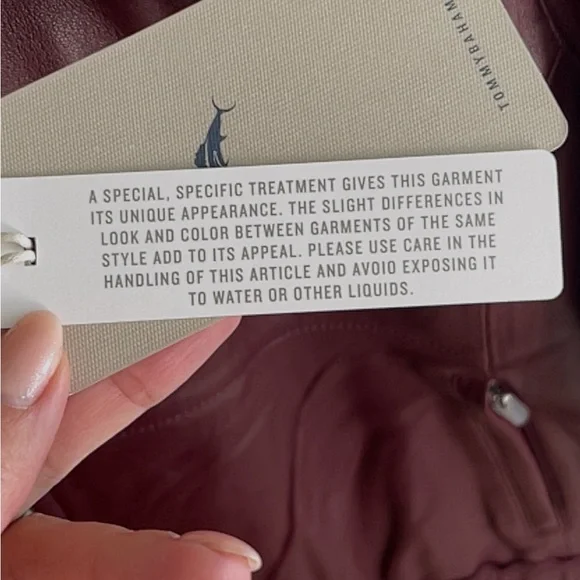 TOMMYBAHAM
A SPECIAL, SPECIFIC TREATMENT GIVES THIS GARMENT
ITS UNIQUE APPEARANCE. THE SLIGHT DIFFERENCES IN
LOOK AND COLOR BETWEEN GARMENTS OF THE SAME
STYLE ADD TO ITS APPEAL. PLEASE USE CARE IN THE
HANDLING OF THIS ARTICLE AND AVOID EXPOSING IT
TO WATER OR OTHER LIQUIDS.